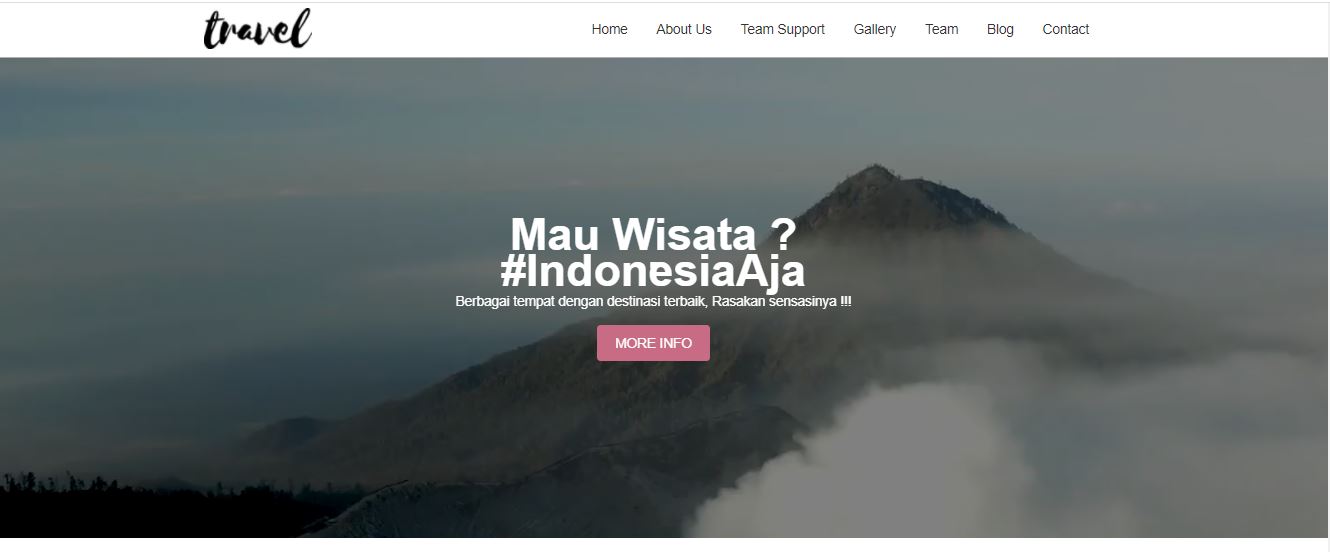 travel
Home About Us Team Support Gallery Team Blog Contact
Mau Wisata ?
#IndonesiaAja
Berbagai tempat dengan destinasi terbaik, Rasakan sensasinya !!!
MORE INFO